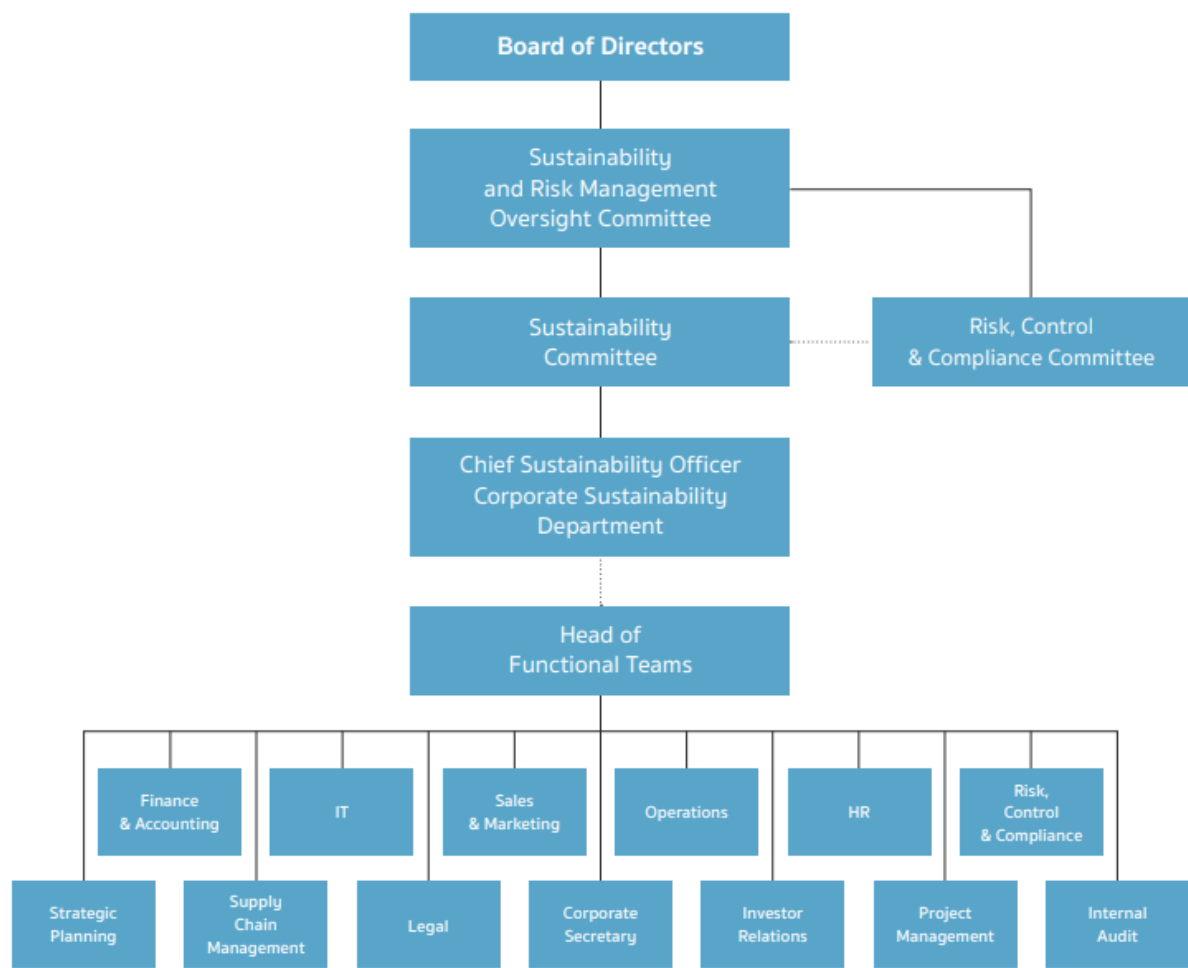 Board of Directors
Sustainability
and Risk Management
Oversight Committee
Sustainability
Committee
Risk, Control
& Compliance Committee
Chief Sustainability Officer
Corporate Sustainability
Department
Head of
Functional Teams
Finance
& Accounting
IT
Sales
& Marketing
Operations
HR
Risk,
Control
& Compliance
Strategic
Planning
Supply
Chain
Management
Legal
Corporate
Secretary
Investor
Relations
Project
Management
Internal
Audit